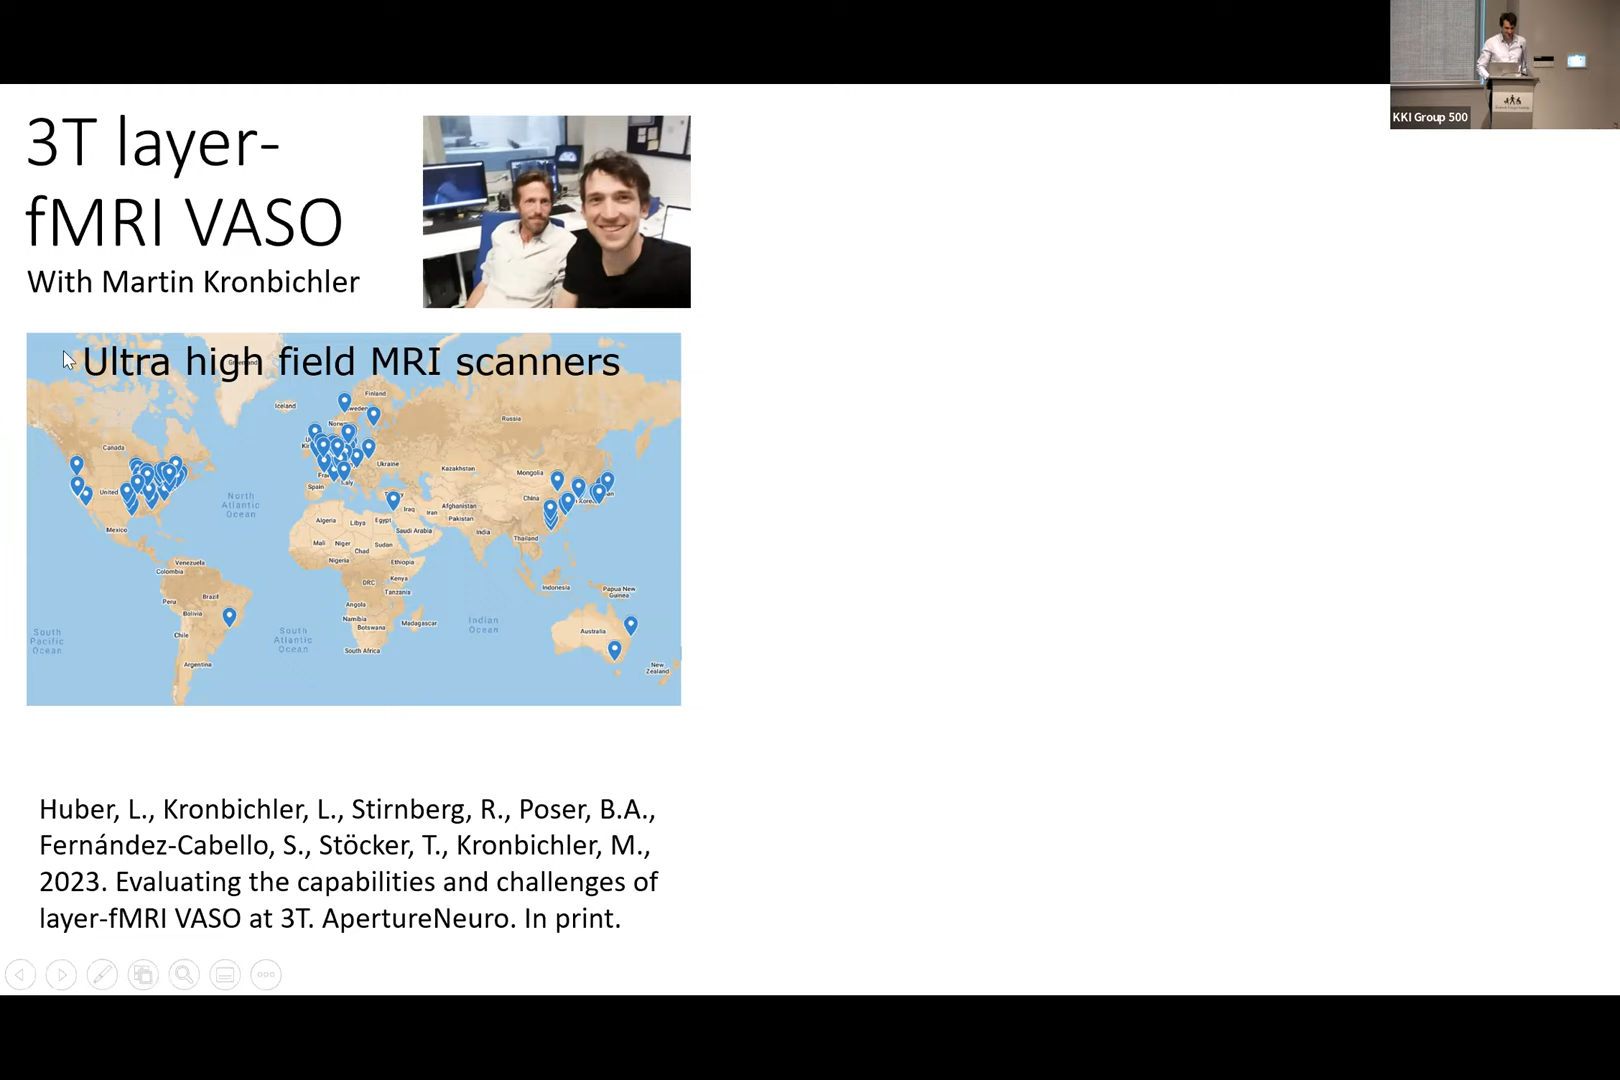 3T layer-
fMRI VASO
With Martin Kronbichler
KKI Group 500
Ultra high field MRI scanners
Iceland
Finland
Russia
Canada
Ukraine
Kazakhstan
Mongolia
Spain
Italy
United
North
Atlantic
Ocean
China
Iraq
Iran
Afghanistan
Pakistan
Algeria
Libya
Egypt
Saudi Arabia
Mexico
India
Thailand
Mali
Niger
Chad
Sudan
Nigeria
Ethiopia
Venezuela
Colombia
DRC
Kenya
Tanzania
Indonesia
Papua New
Guinea
Peru
Brazil
Bolivia
Angola
Namibia
Botswana
Madagascar
Indian
Ocean
Chile
South
Pacific
Ocean
South
Atlantic
Ocean
Australia
South Africa
Argentina
New
Zealand
Huber, L., Kronbichler, L., Stirnberg, R., Poser, B.A.,
Fernández-Cabello, S., Stöcker, T., Kronbichler, M.,
2023. Evaluating the capabilities and challenges of
layer-fMRI VASO at 3T. ApertureNeuro. In print.